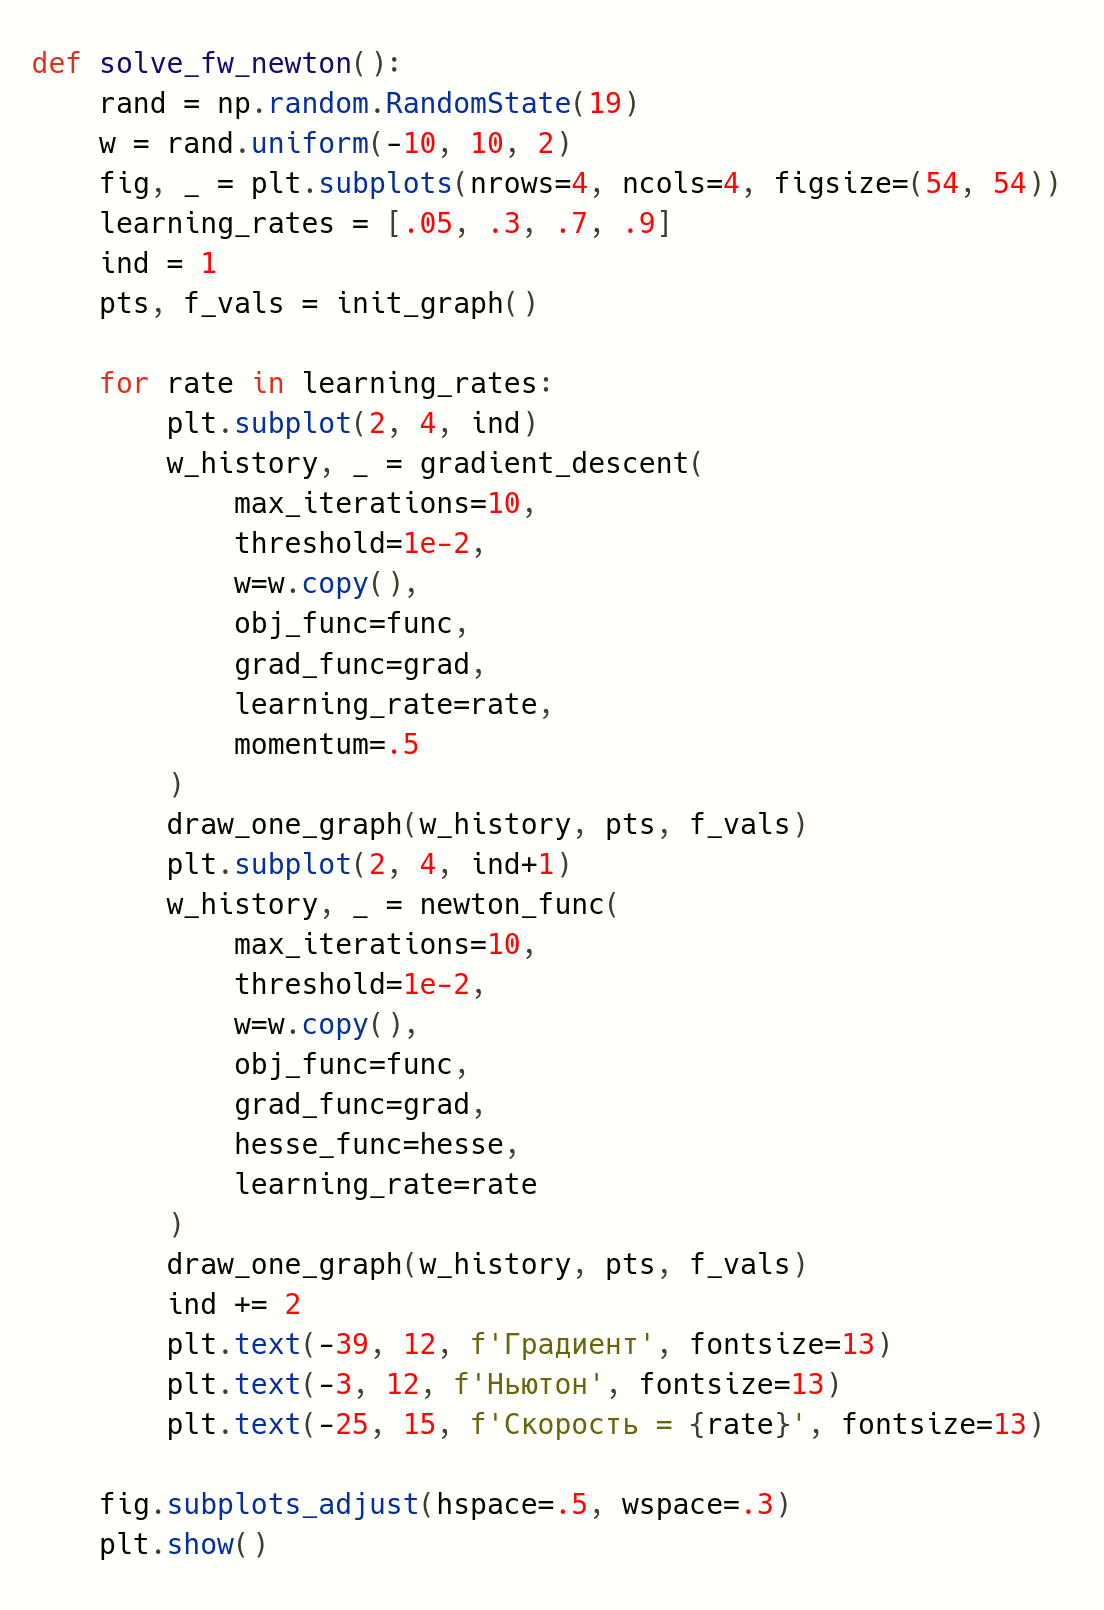 def solve_fw_newton():
    rand = np.random.RandomState(19)
    w = rand.uniform(-10, 10, 2)
    fig, _ = plt.subplots(nrows=4, ncols=4, figsize=(54, 54))
    learning_rates = [.05, .3, .7, .9]
    ind = 1
    pts, f_vals = init_graph()

    for rate in learning_rates:
        plt.subplot(2, 4, ind)
        w_history, _ = gradient_descent(
            max_iterations=10,
            threshold=1e-2,
            w=w.copy(),
            obj_func=func,
            grad_func=grad,
            learning_rate=rate,
            momentum=.5
        )
        draw_one_graph(w_history, pts, f_vals)
        plt.subplot(2, 4, ind+1)
        w_history, _ = newton_func(
            max_iterations=10,
            threshold=1e-2,
            w=w.copy(),
            obj_func=func,
            grad_func=grad,
            hesse_func=hesse,
            learning_rate=rate
        )
        draw_one_graph(w_history, pts, f_vals)
        ind += 2
        plt.text(-39, 12, f'Градиент', fontsize=13)
        plt.text(-3, 12, f'Ньютон', fontsize=13)
        plt.text(-25, 15, f'Скорость = {rate}', fontsize=13)

    fig.subplots_adjust(hspace=.5, wspace=.3)
    plt.show()